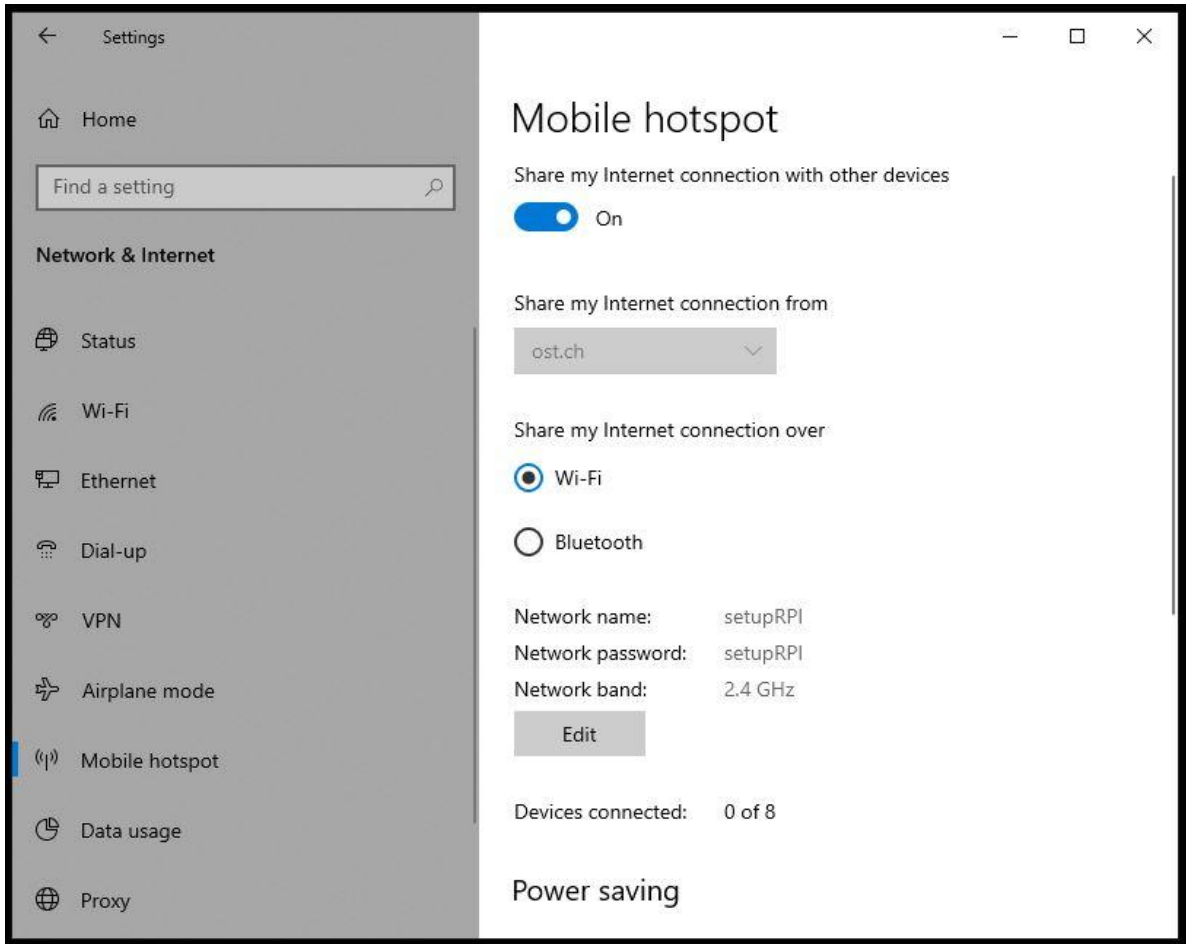 Settings
Home
Find a setting
Network & Internet
Status
Wi-Fi
Ethernet
Dial-up
VPN
Airplane mode
Mobile hotspot
Data usage
Proxy
Mobile hotspot
Share my Internet connection with other devices
On
Share my Internet connection from
ost.ch
Share my Internet connection over
Wi-Fi
Bluetooth
Network name: setupRPI
Network password: setupRPI
Network band: 2.4 GHz
Edit
Devices connected: 0 of 8
Power saving